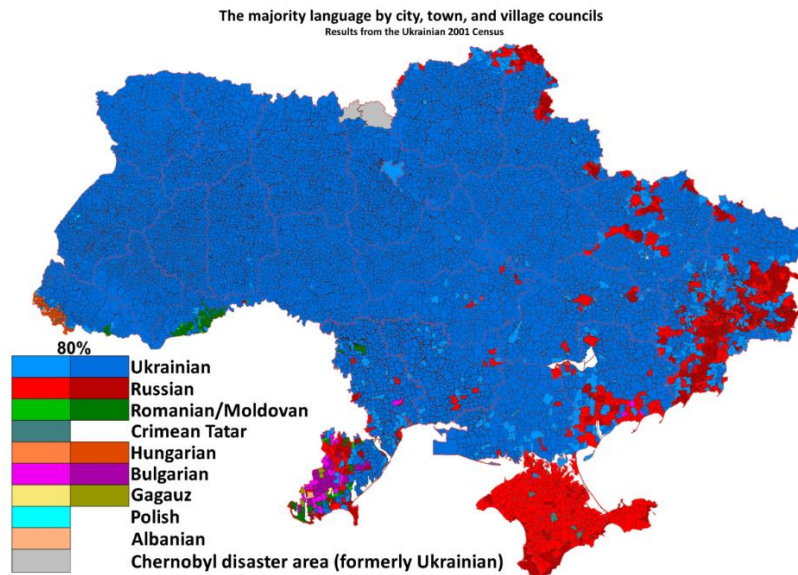 The majority language by city, town, and village councils
Results from the Ukrainian 2001 Census
80%
Ukrainian
Russian
Romanian/Moldovan
Crimean Tatar
Hungarian
Bulgarian
Gagauz
Polish
Albanian
Chernobyl disaster area (formerly Ukrainian)